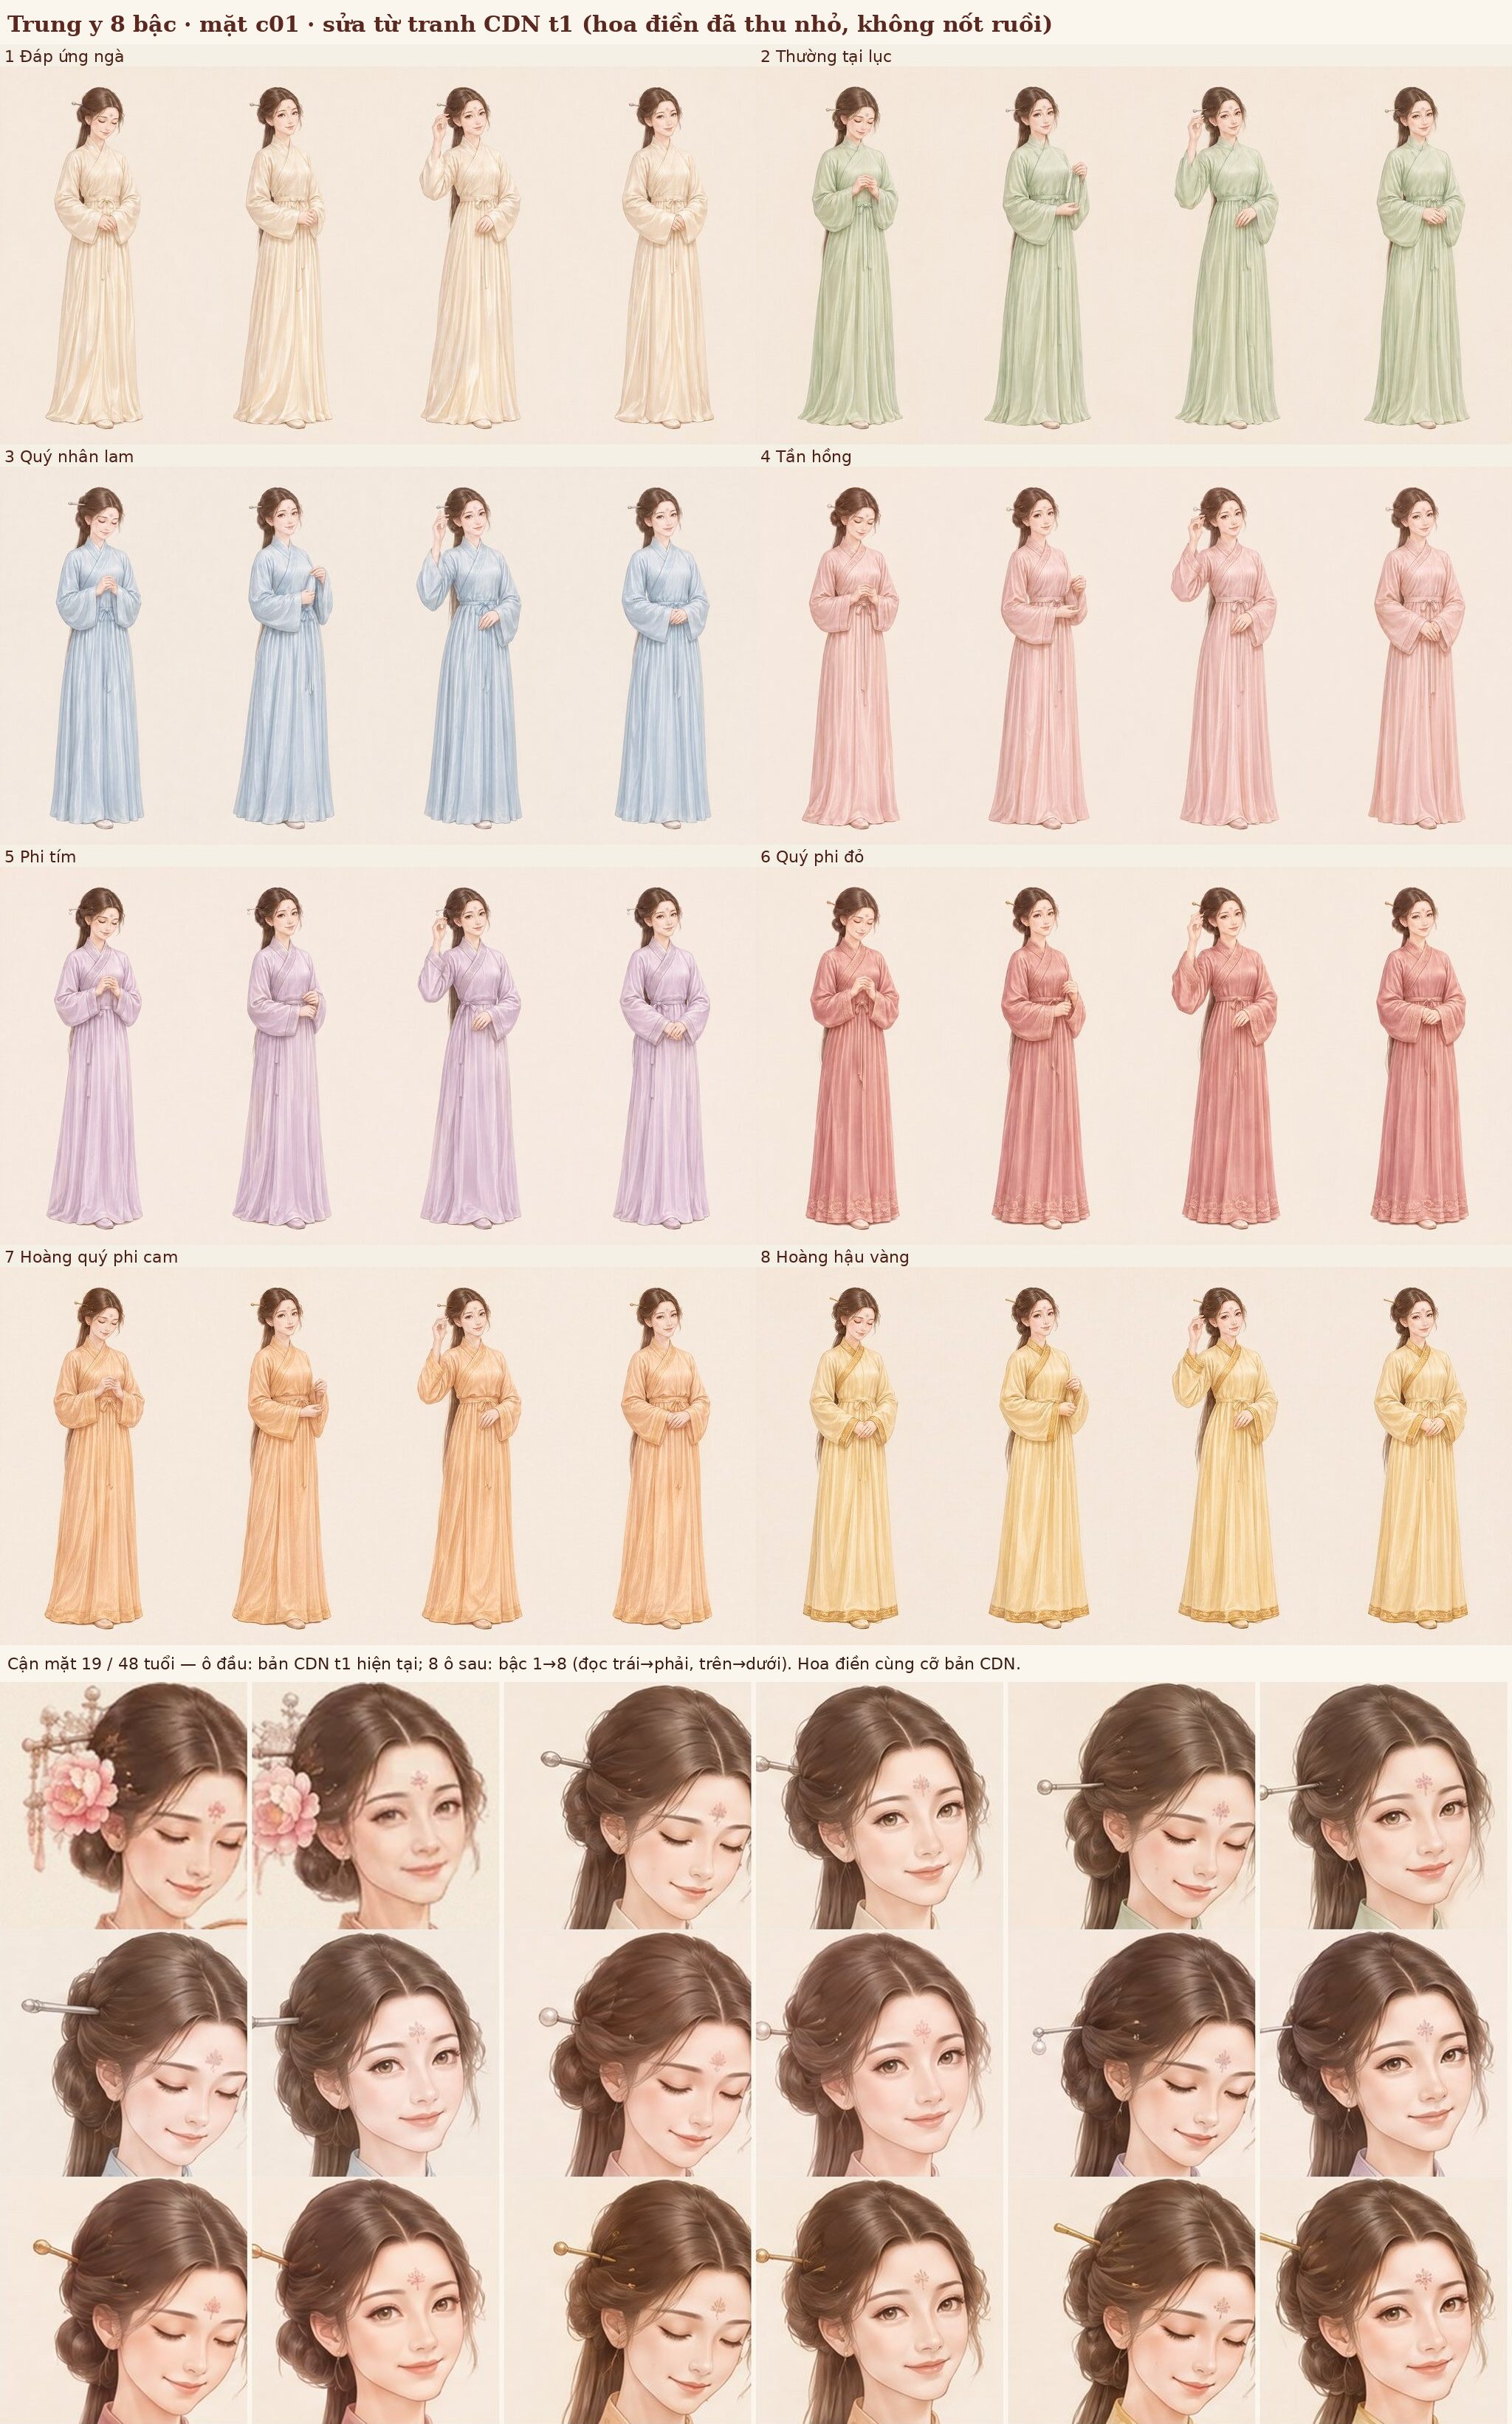 Trung y 8 bậc · mặt c01 · sửa từ tranh CDN t1 (hoa điền đã thu nhỏ, không nốt ruồi)
1 Đáp ứng ngà
2 Thường tại lục
3 Quý nhân lam
4 Tần hồng
5 Phi tím
6 Quý phi đỏ
7 Hoàng quý phi cam
8 Hoàng hậu vàng
Cận mặt 19 / 48 tuổi — ô đầu: bản CDN t1 hiện tại; 8 ô sau: bậc 1→8 (đọc trái→phải, trên→dưới). Hoa điền cùng cỡ bản CDN.